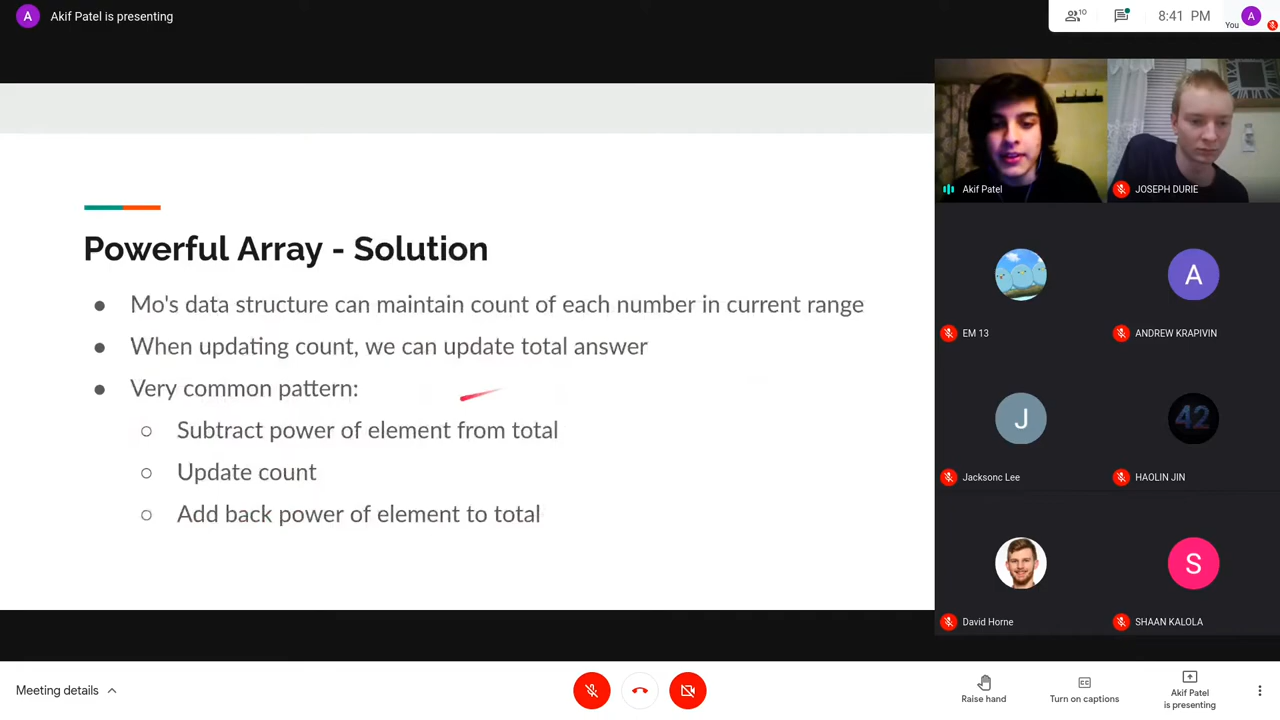 A
Akif Patel is presenting
10
8:41 PM
You
A
Powerful Array - Solution
Mo's data structure can maintain count of each number in current range
When updating count, we can update total answer
Very common pattern:
Subtract power of element from total
Update count
Add back power of element to total
Akif Patel
JOSEPH DURIE
EM 13
A
ANDREW KRAPIVIN
J
Jacksonc Lee
42
HAOLIN JIN
David Horne
S
SHAAN KALOLA
Meeting details
Raise hand
CC
Turn on captions
Akif Patel
is presenting